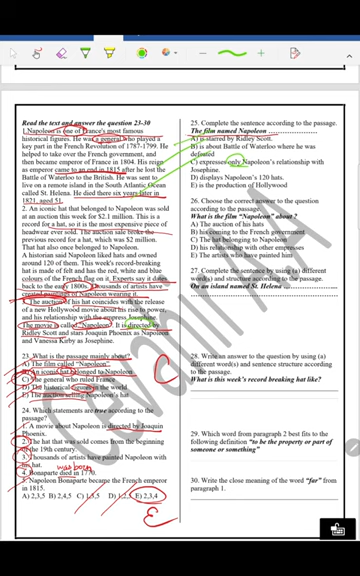 Read the text and answer the question 23-30
1.Napoleon is one of France's most famous
historical figures. He was a general who played a
key part in the French Revolution of 1787-1799.
He helped to take over the French government, and
then became emperor of France in 1804. His reign
as emperor came to an end in 1815 after he lost the
Battle of Waterloo to the British. He was sent to
live on a remote island in the South Atlantic Ocean
called St. Helena. He died there six years later in
1821, aged 51.
2. An iconic hat that belonged to Napoleon was sold
at an auction this week for $2.1 million. This is a
record for a hat, so it is the most expensive piece of
headwear ever sold. The auction sale broke the
previous record for a hat, which was $2 million.
That hat also once belonged to Napoleon.
A historian said Napoleon liked hats and owned
around 120 of them. This week's record-breaking
hat is made of felt and has the red, white and blue
colours of the French flag on it. Experts say it dates
back to the early 1800s. Thousands of artists have
created paintings of Napoleon wearing it.
3. The auction of his hat coincides with the release
of a new Hollywood movie about his rise to power,
and his relationship with the empress Josephine.
The movie is called "Napoleon". It is directed by
Ridley Scott and stars Joaquin Phoenix as Napoleon
and Vanessa Kirby as Josephine.
23. What is the passage mainly about?
A) The film called "Napoleon"
B) An iconic hat belonged to Napoleon
C) The general who ruled France
D) The historical in the world
E) The auction selling Napoleon's hat
C
24. Which statements are true according to the
passage?
1. A movie about Napoleon is directed by Joaquin
Phoenix.
2. The hat that was sold comes from the beginning
of the 19th century.
3. Thousands of artists have painted Napoleon with
his hat.
was born
4. Bonaparte died in 1770.
5. Napoleon Bonaparte became the French emperor
in 1815.
A) 2,3,5 B) 2,4,5 C) 1,3,5 D) 1,2,3 E) 2,3,4
E
25. Complete the sentence according to the passage.
The film named Napoleon
A) is starred by Ridley Scott.
B) is about Battle of Waterloo where he was
defeated
C) expresses only Napoleon's relationship with
Josephine.
D) displays Napoleon's 120 hats.
E) is the production of Hollywood
26. Choose the correct answer the question
according to the passage.
What is the film "Napoleon" about ?
A) The auction of his hats
B) His coming to the French government
C) The hat belonging to Napoleon
D) His relationship with other empresses
E) The artists who have painted him
27. Complete the sentence by using (a) different
word(s) and structure according to the passage.
On an island named St. Helena
28. Write an answer to the question by using (a)
different word(s) and sentence structure according
to the passage.
What is this week's record breaking hat like?
29. Which word from paragraph 2 best fits to the
following definition "to be the property or part of
someone or something"
30. Write the close meaning of the word "far" from
paragraph 1.